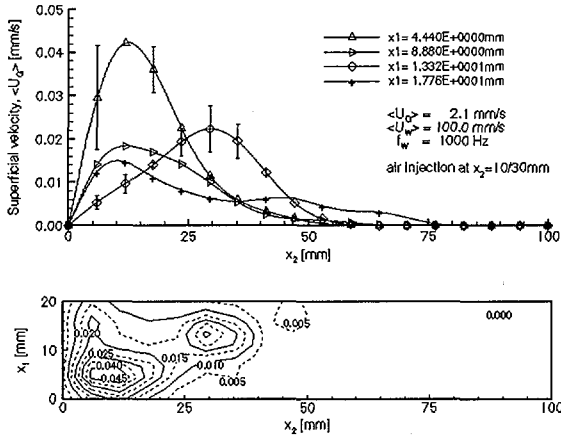 Superficial velocity, <U_G> [mm/s]
0.05
0.04
0.03
0.02
0.01
0.00
0 25 50 75 100
x₂ [mm]
x1= 4.440E+0000mm
x1= 8.880E+0000mm
x1= 1.332E+0001mm
x1= 1.776E+0001mm
<U_G> = 2.1 mm/s
<U_W> = 100.0 mm/s
f_W = 1000 Hz
air injection at x₂=10/30mm
x₁ [mm]
20
10
0
0.020
0.025
0.040
0.045
0.015
0.010
0.005
0.005
0.000
0 25 50 75 100
x₂ [mm]